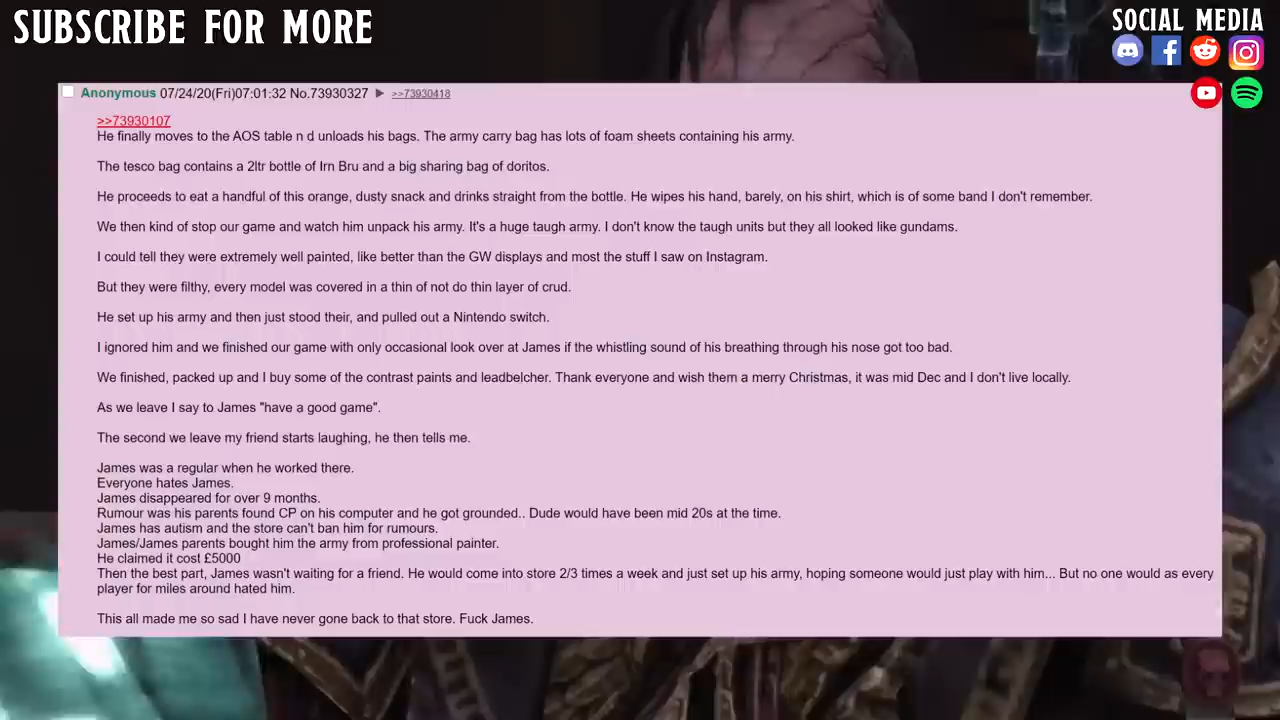 SUBSCRIBE FOR MORE
SOCIAL MEDIA
Anonymous 07/24/20(Fri)07:01:32 No.73930327 ▶ >>73930418
>>73930107
He finally moves to the AOS table n d unloads his bags. The army carry bag has lots of foam sheets containing his army.
The tesco bag contains a 2ltr bottle of Irn Bru and a big sharing bag of doritos.
He proceeds to eat a handful of this orange, dusty snack and drinks straight from the bottle. He wipes his hand, barely, on his shirt, which is of some band I don't remember.
We then kind of stop our game and watch him unpack his army. It's a huge taugh army. I don't know the taugh units but they all looked like gundams.
I could tell they were extremely well painted, like better than the GW displays and most the stuff I saw on Instagram.
But they were filthy, every model was covered in a thin of not do thin layer of crud.
He set up his army and then just stood their, and pulled out a Nintendo switch.
I ignored him and we finished our game with only occasional look over at James if the whistling sound of his breathing through his nose got too bad.
We finished, packed up and I buy some of the contrast paints and leadbelcher. Thank everyone and wish them a merry Christmas, it was mid Dec and I don't live locally.
As we leave I say to James "have a good game".
The second we leave my friend starts laughing, he then tells me.
James was a regular when he worked there.
Everyone hates James.
James disappeared for over 9 months.
Rumour was his parents found CP on his computer and he got grounded.. Dude would have been mid 20s at the time.
James has autism and the store can't ban him for rumours.
James/James parents bought him the army from professional painter.
He claimed it cost £5000
Then the best part, James wasn't waiting for a friend. He would come into store 2/3 times a week and just set up his army, hoping someone would just play with him... But no one would as every
player for miles around hated him.
This all made me so sad I have never gone back to that store. Fuck James.